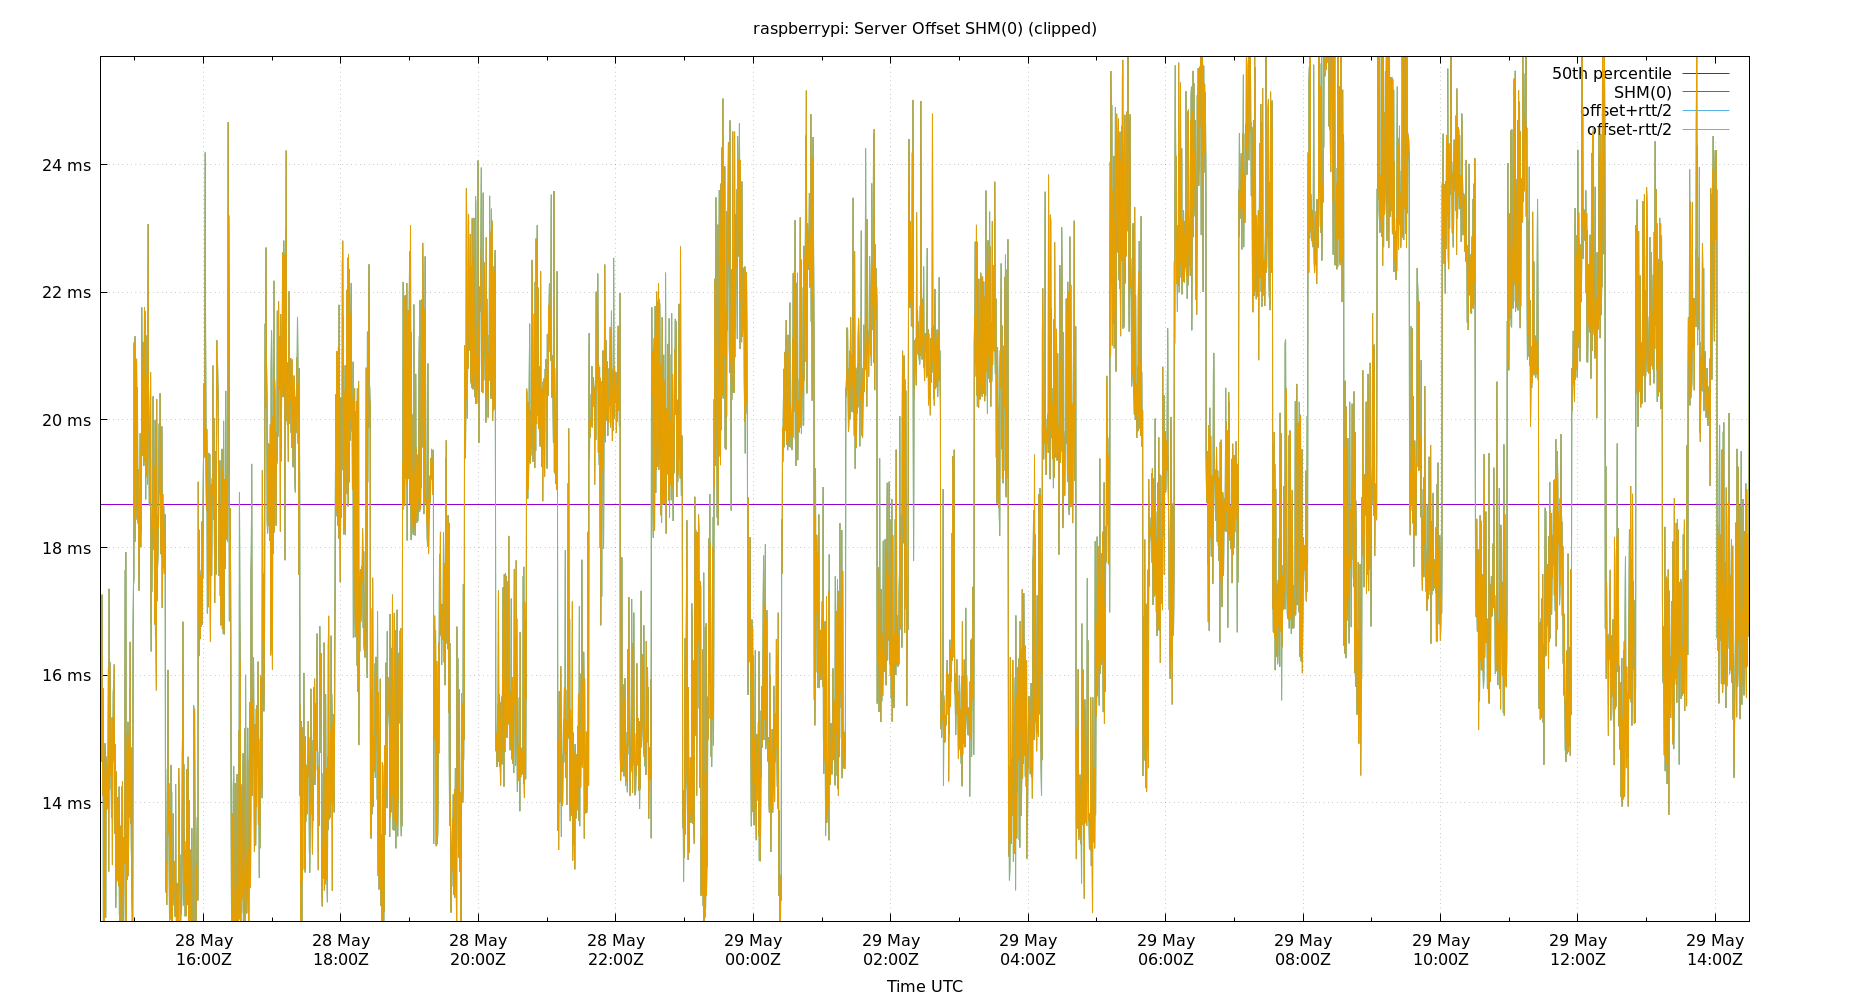 raspberrypi: Server Offset SHM(0) (clipped)
50th percentile
SHM(0)
offset+rtt/2
offset-rtt/2
24 ms
22 ms
20 ms
18 ms
16 ms
14 ms
28 May 28 May 28 May 28 May 29 May 29 May 29 May 29 May 29 May 29 May 29 May 29 May
16:00Z 18:00Z 20:00Z 22:00Z 00:00Z 02:00Z 04:00Z 06:00Z 08:00Z 10:00Z 12:00Z 14:00Z
Time UTC